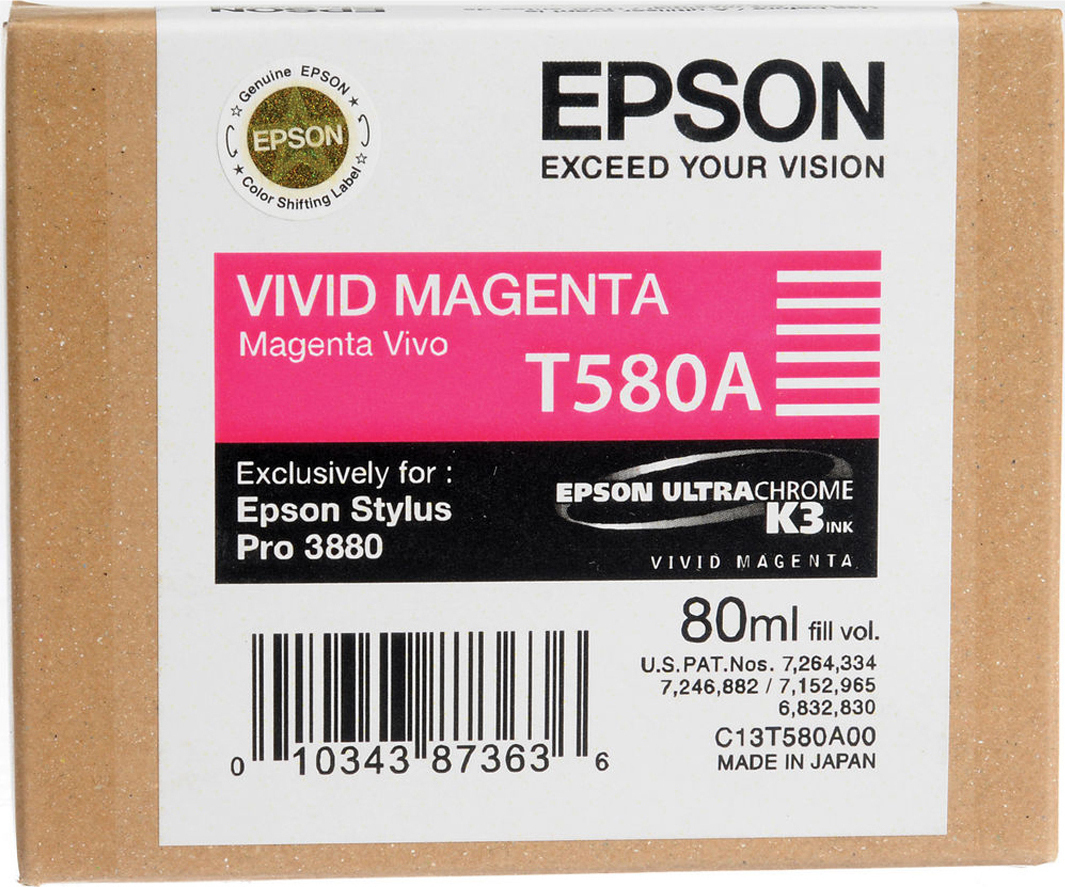 EPSON
Genuine EPSON
EPSON
Color Shifting Label
EPSON
EXCEED YOUR VISION
VIVID MAGENTA
Magenta Vivo
T580A
Exclusively for :
Epson Stylus
Pro 3880
EPSON ULTRACHROME
K3 INK
VIVID MAGENTA
80ml fill vol.
U.S.PAT.Nos. 7,264,334
7,246,882 / 7,152,965
6,832,830
C13T580A00
MADE IN JAPAN
0 10343 87363 6